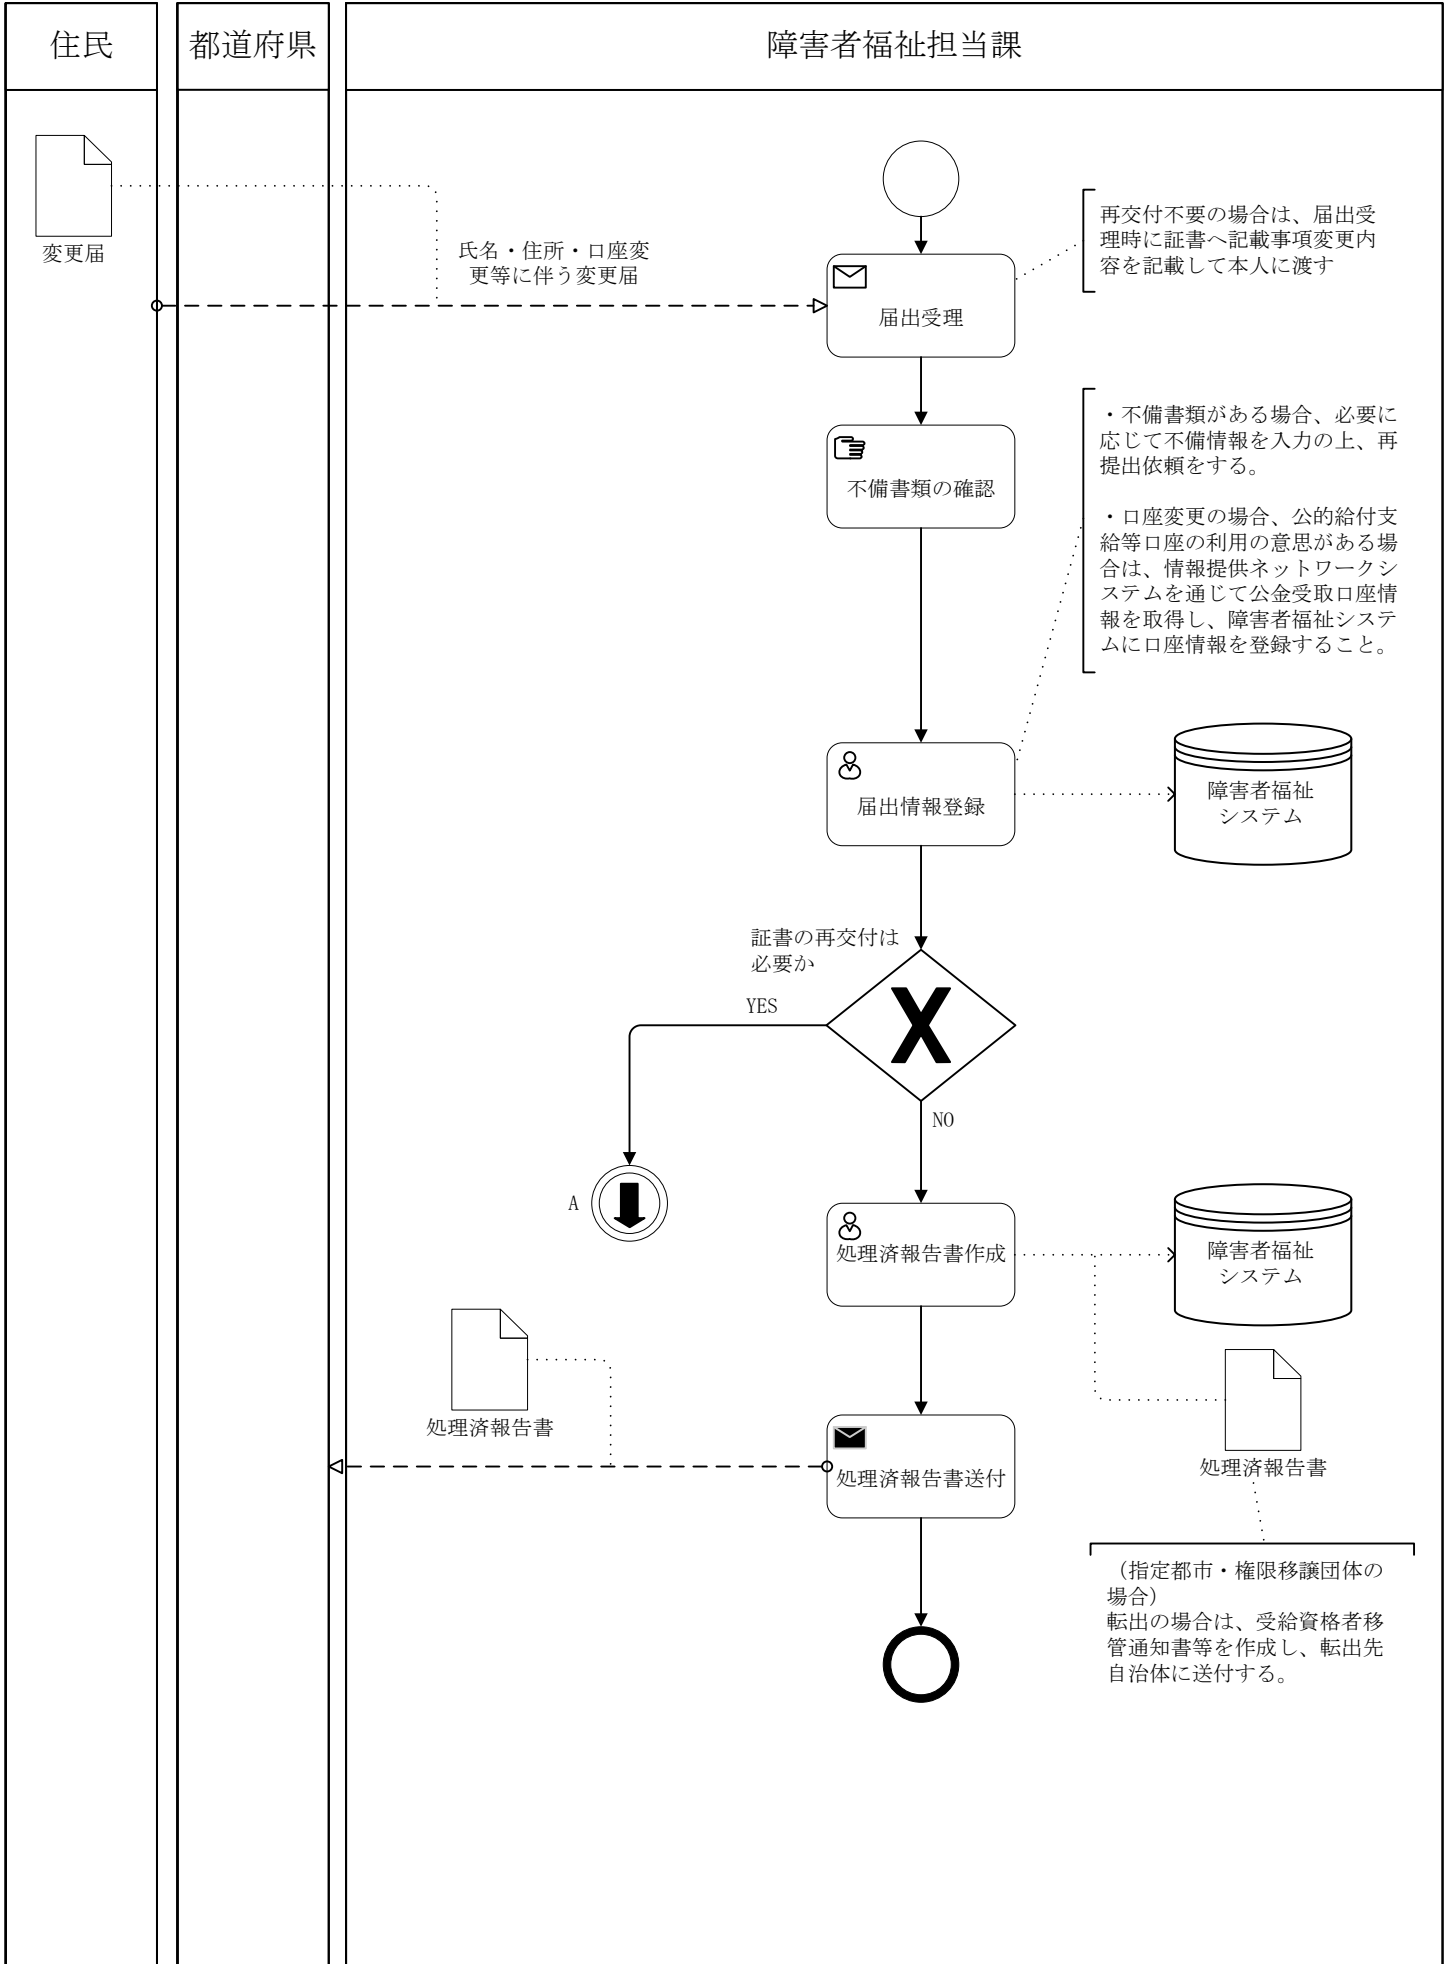 住民
都道府県
障害者福祉担当課
変更届
氏名・住所・口座変
更等に伴う変更届
再交付不要の場合は、届出受
理時に証書へ記載事項変更内
容を記載して本人に渡す
届出受理
・不備書類がある場合、必要に
応じて不備情報を入力の上、再
提出依頼をする。
・口座変更の場合、公的給付支
給等口座の利用の意思がある場
合は、情報提供ネットワークシ
ステムを通じて公金受取口座情
報を取得し、障害者福祉システ
ムに口座情報を登録すること。
不備書類の確認
届出情報登録
障害者福祉
システム
証書の再交付は
必要か
YES
NO
A
処理済報告書作成
障害者福祉
システム
処理済報告書
処理済報告書送付
処理済報告書
（指定都市・権限移譲団体の
場合）
転出の場合は、受給資格者移
管通知書等を作成し、転出先
自治体に送付する。